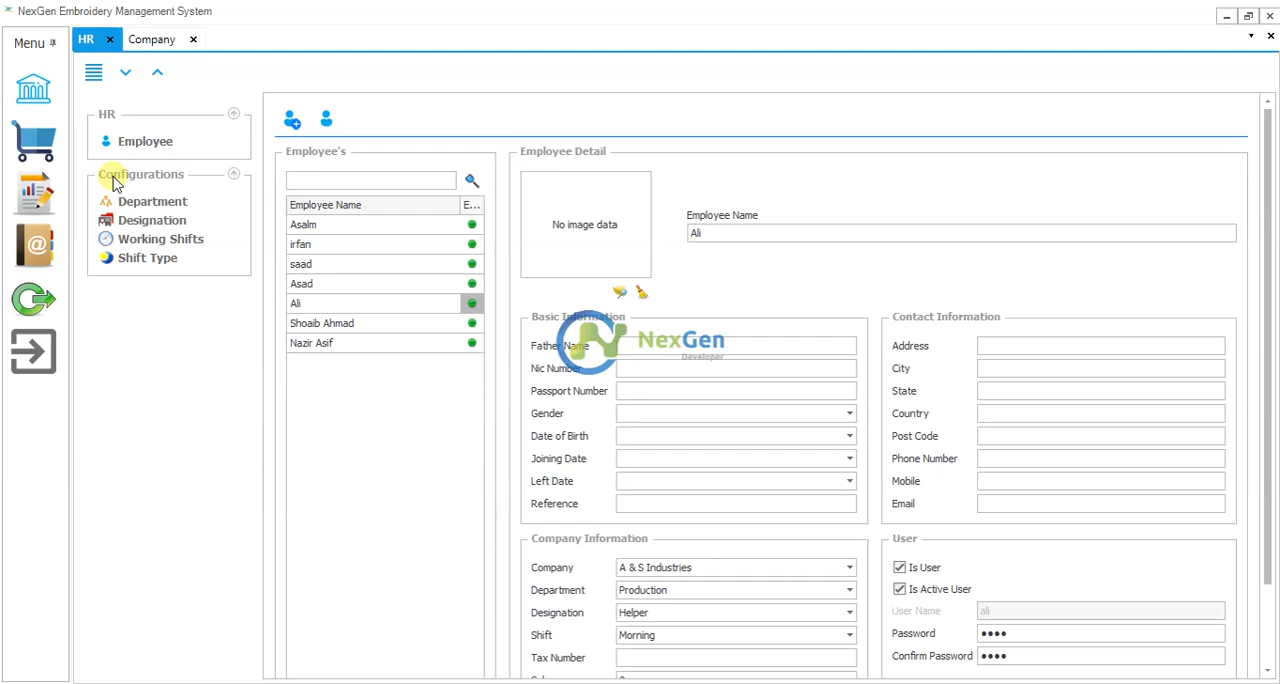 NexGen Embroidery Management System
Menu
HR
Company
HR
Employee
Configurations
Department
Designation
Working Shifts
Shift Type
Employee's
Employee Name
E...
Asalm
irfan
saad
Asad
Ali
Shoaib Ahmad
Nazir Asif
Employee Detail
No image data
Employee Name
Ali
Basic Information
NexGen
Developer
Father Name
Nic Number
Passport Number
Gender
Date of Birth
Joining Date
Left Date
Reference
Contact Information
Address
City
State
Country
Post Code
Phone Number
Mobile
Email
Company Information
Company A & S Industries
Department Production
Designation Helper
Shift Morning
Tax Number
User
Is User
Is Active User
User Name ali
Password ••••
Confirm Password ••••